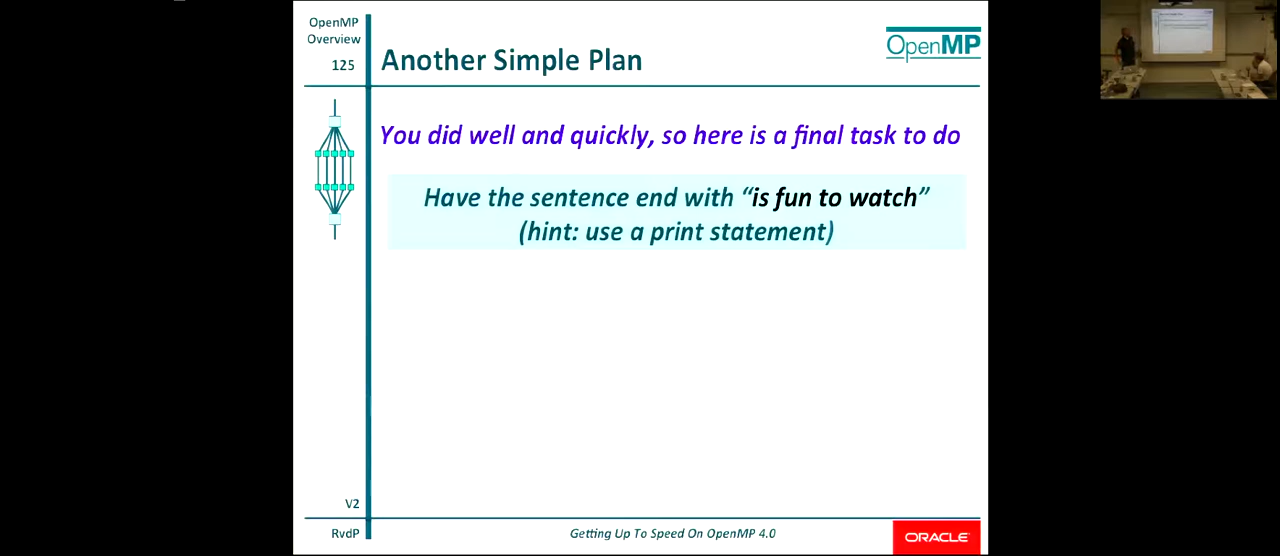 OpenMP
Overview
125
Another Simple Plan
OpenMP
You did well and quickly, so here is a final task to do
Have the sentence end with “is fun to watch”
(hint: use a print statement)
V2
RvdP
Getting Up To Speed On OpenMP 4.0
ORACLE